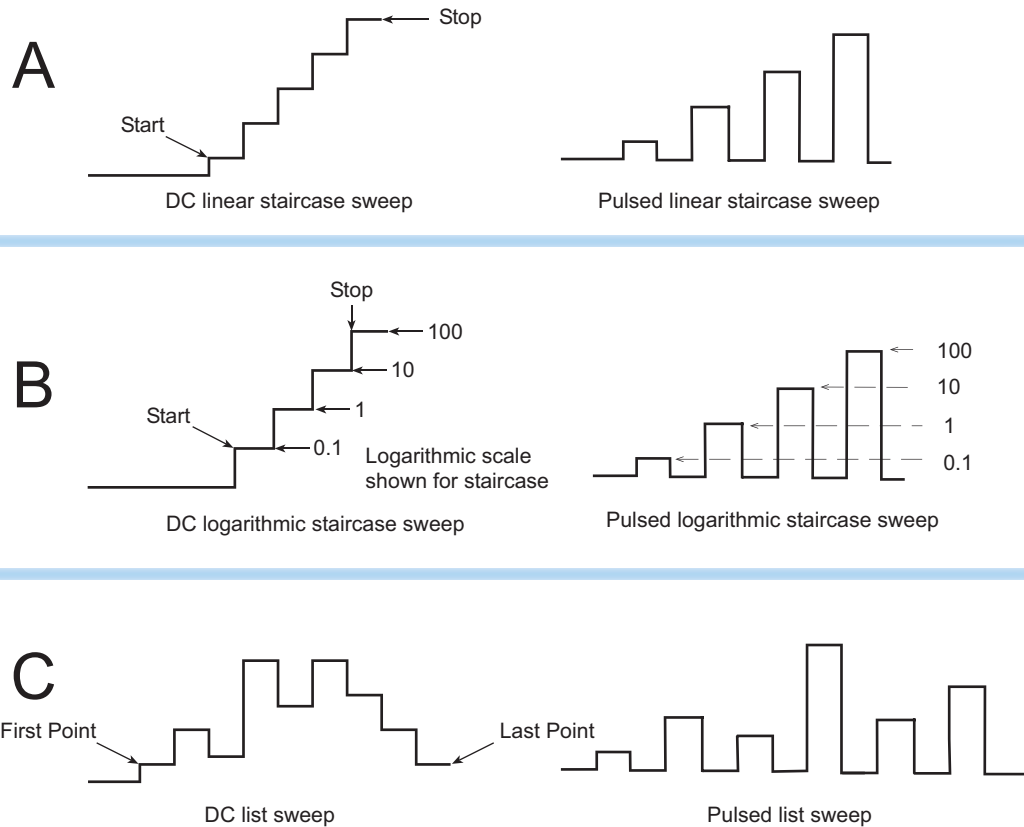 A
Stop
Start
DC linear staircase sweep
Pulsed linear staircase sweep
B
Stop
100
10
1
0.1
Start
Logarithmic scale
shown for staircase
DC logarithmic staircase sweep
100
10
1
0.1
Pulsed logarithmic staircase sweep
C
First Point
Last Point
DC list sweep
Pulsed list sweep